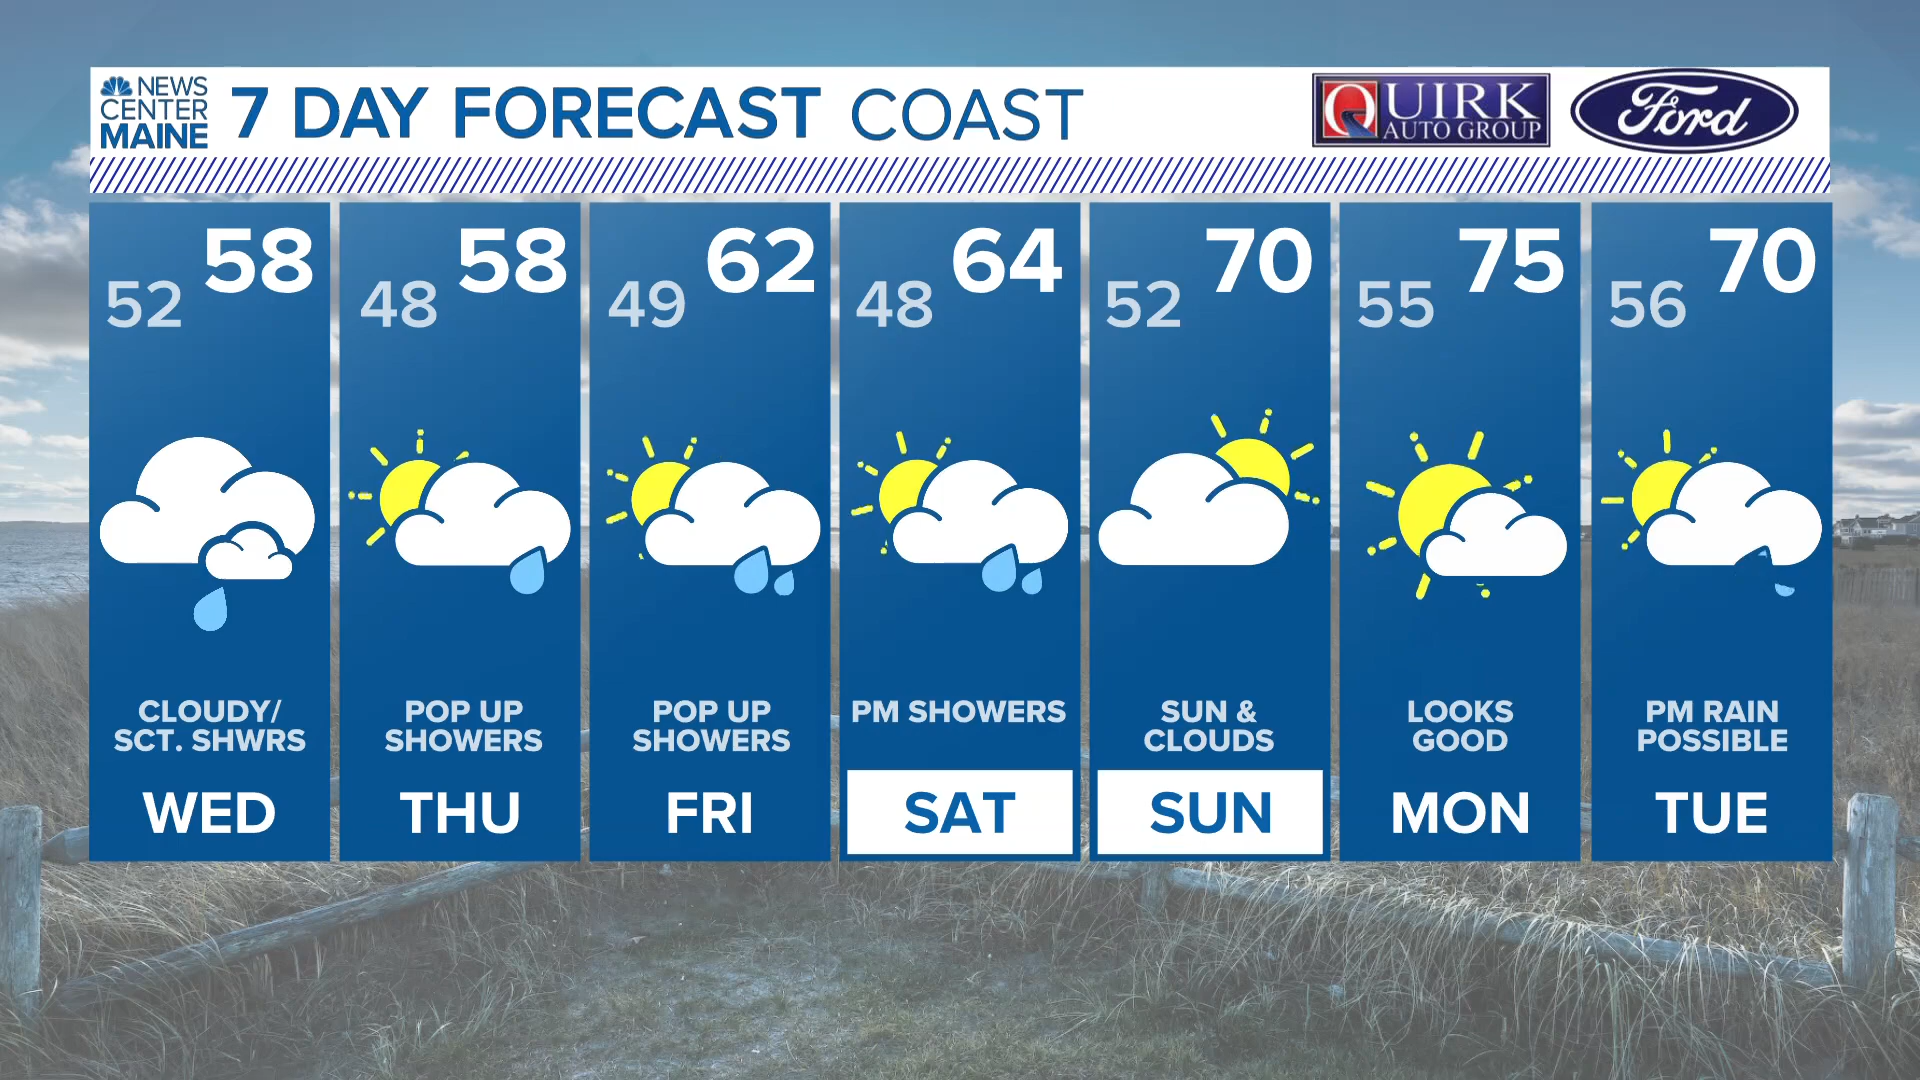 NEWS
CENTER
MAINE
7 DAY FORECAST COAST
QUIRK
AUTO GROUP
Ford
52 58
CLOUDY/
SCT. SHWRS
WED
48 58
POP UP
SHOWERS
THU
49 62
POP UP
SHOWERS
FRI
48 64
PM SHOWERS
SAT
52 70
SUN &
CLOUDS
SUN
55 75
LOOKS
GOOD
MON
56 70
PM RAIN
POSSIBLE
TUE